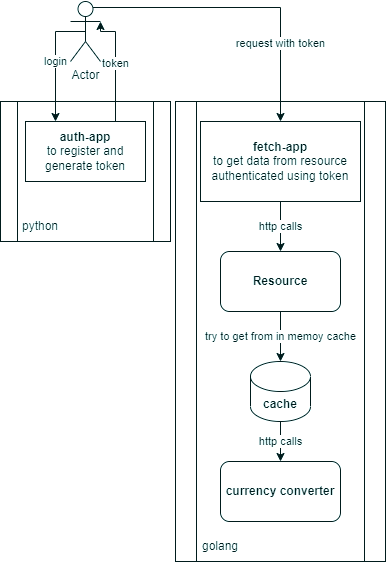 request with token
login
token
Actor
auth-app
to register and
generate token
python
fetch-app
to get data from resource
authenticated using token
http calls
Resource
try to get from in memoy cache
cache
http calls
currency converter
golang